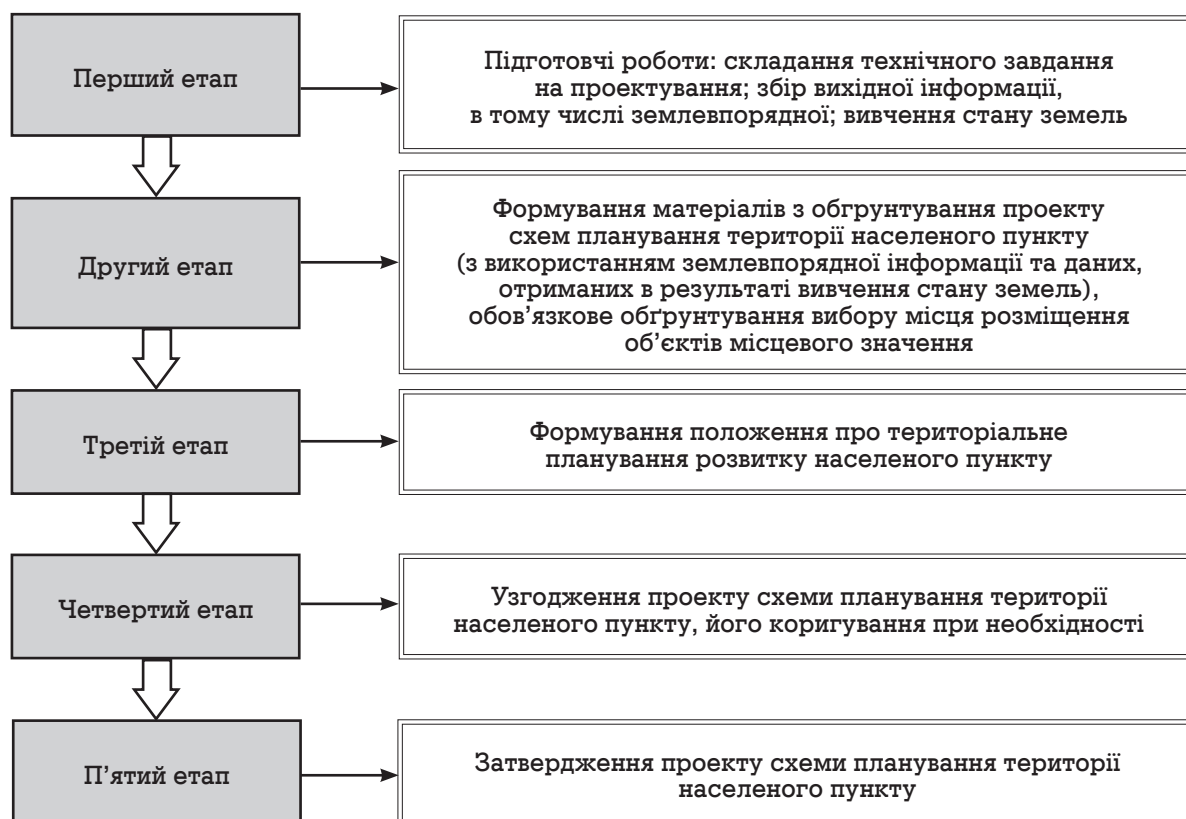 Перший етап
Підготовчі роботи: складання технічного завдання
на проектування; збір вихідної інформації,
в тому числі землевпорядної; вивчення стану земель
Другий етап
Формування матеріалів з обгрунтування проекту
схем планування території населеного пункту
(з використанням землевпорядної інформації та даних,
отриманих в результаті вивчення стану земель),
обов’язкове обґрунтування вибору місця розміщення
об’єктів місцевого значення
Третій етап
Формування положення про територіальне
планування розвитку населеного пункту
Четвертий етап
Узгодження проекту схеми планування території
населеного пункту, його коригування при необхідності
П’ятий етап
Затвердження проекту схеми планування території
населеного пункту